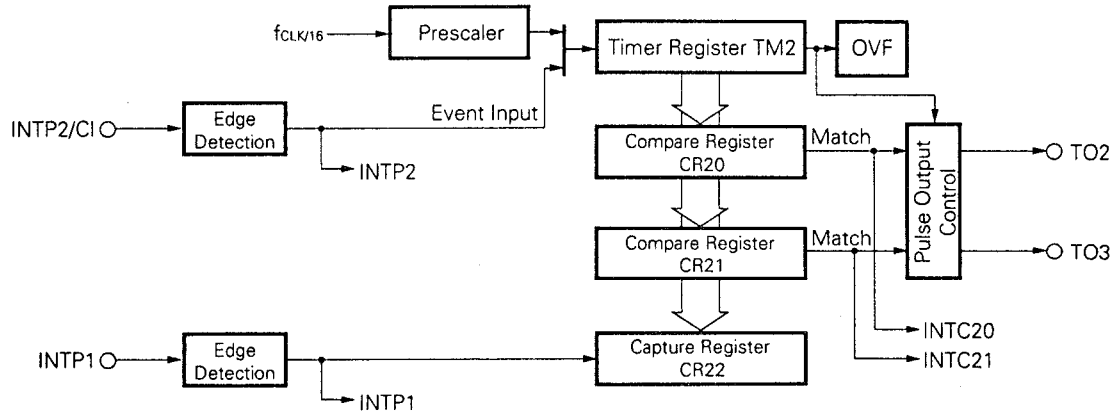 fCLK/16
Prescaler
Timer Register TM2
OVF
INTP2/CI
Edge
Detection
Event Input
INTP2
Compare Register
CR20
Match
Pulse Output
Control
TO2
Compare Register
CR21
Match
TO3
INTC20
INTC21
INTP1
Edge
Detection
Capture Register
CR22
INTP1